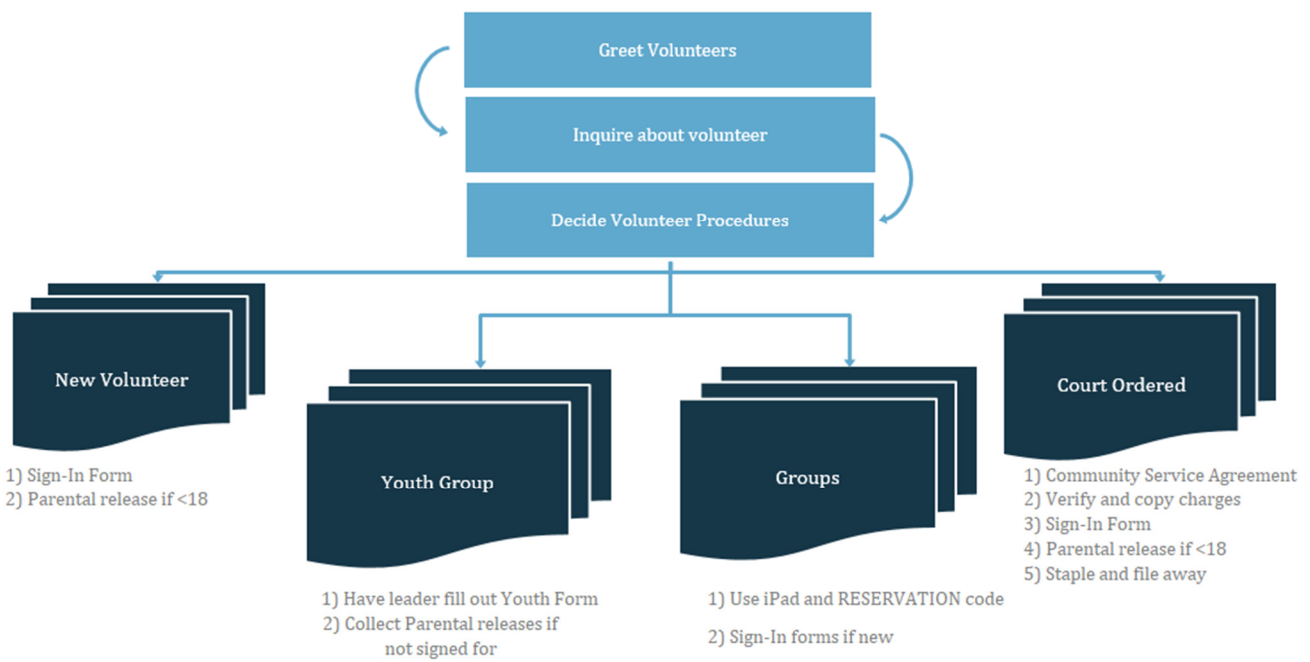 Greet Volunteers
Inquire about volunteer
Decide Volunteer Procedures
New Volunteer
1) Sign-In Form
2) Parental release if <18
Youth Group
1) Have leader fill out Youth Form
2) Collect Parental releases if
not signed for
Groups
1) Use iPad and RESERVATION code
2) Sign-In forms if new
Court Ordered
1) Community Service Agreement
2) Verify and copy charges
3) Sign-In Form
4) Parental release if <18
5) Staple and file away